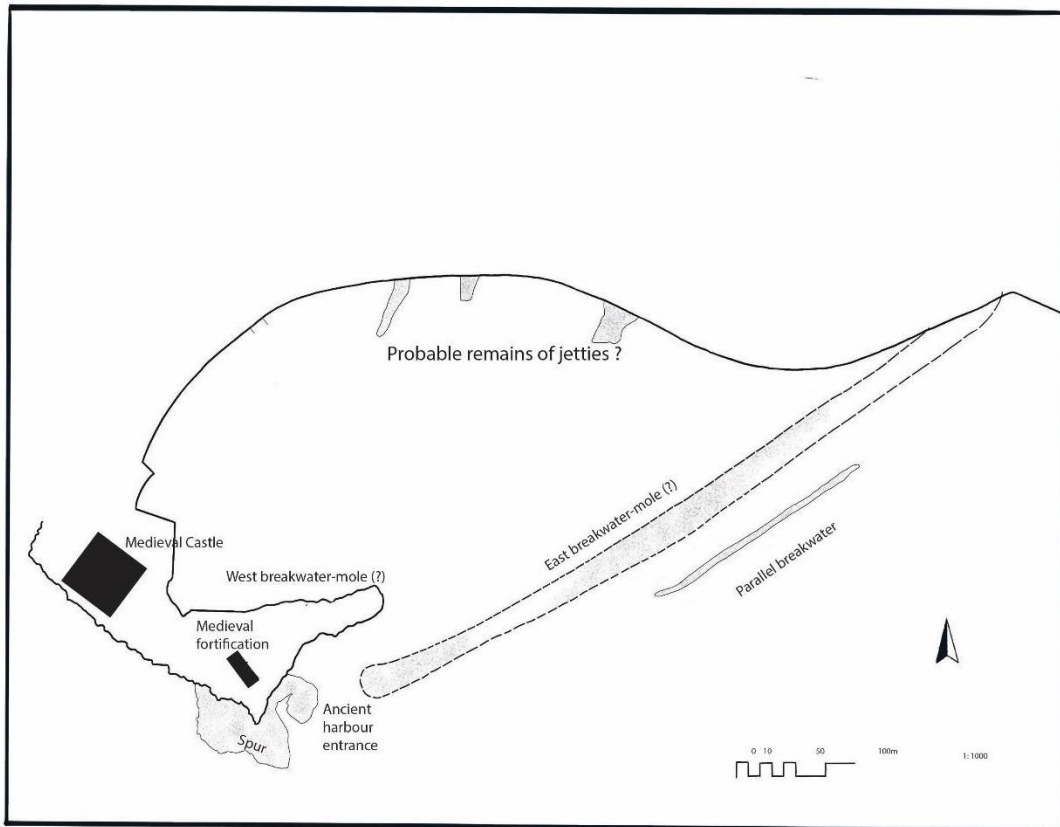 Probable remains of jetties ?
East breakwater-mole (?)
Parallel breakwater
Medieval Castle
West breakwater-mole (?)
Medieval
fortification
Ancient
harbour
entrance
Spur
0 10 50 100m
1: 1000